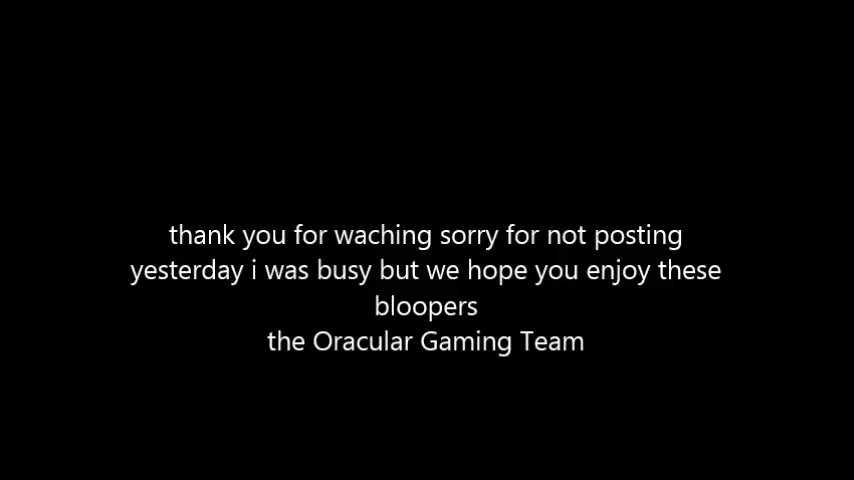 thank you for waching sorry for not posting
yesterday i was busy but we hope you enjoy these
bloopers
the Oracular Gaming Team